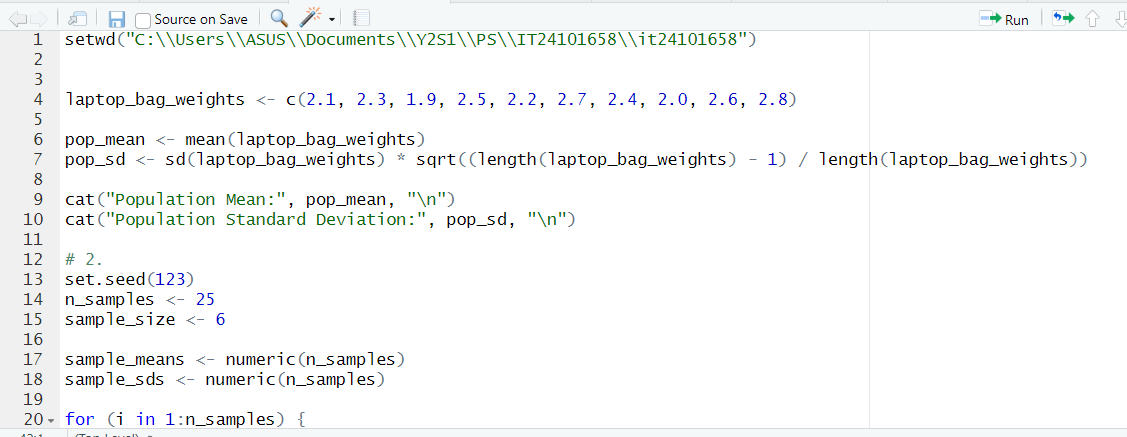 Source on Save
Run
1 setwd("C:\\Users\\ASUS\\Documents\\Y2S1\\PS\\IT24101658\\it24101658")
2
3
4 laptop_bag_weights <- c(2.1, 2.3, 1.9, 2.5, 2.2, 2.7, 2.4, 2.0, 2.6, 2.8)
5
6 pop_mean <- mean(laptop_bag_weights)
7 pop_sd <- sd(laptop_bag_weights) * sqrt((length(laptop_bag_weights) - 1) / length(laptop_bag_weights))
8
9 cat("Population Mean:", pop_mean, "\n")
10 cat("Population Standard Deviation:", pop_sd, "\n")
11
12 # 2.
13 set.seed(123)
14 n_samples <- 25
15 sample_size <- 6
16
17 sample_means <- numeric(n_samples)
18 sample_sds <- numeric(n_samples)
19
20 for (i in 1:n_samples) {